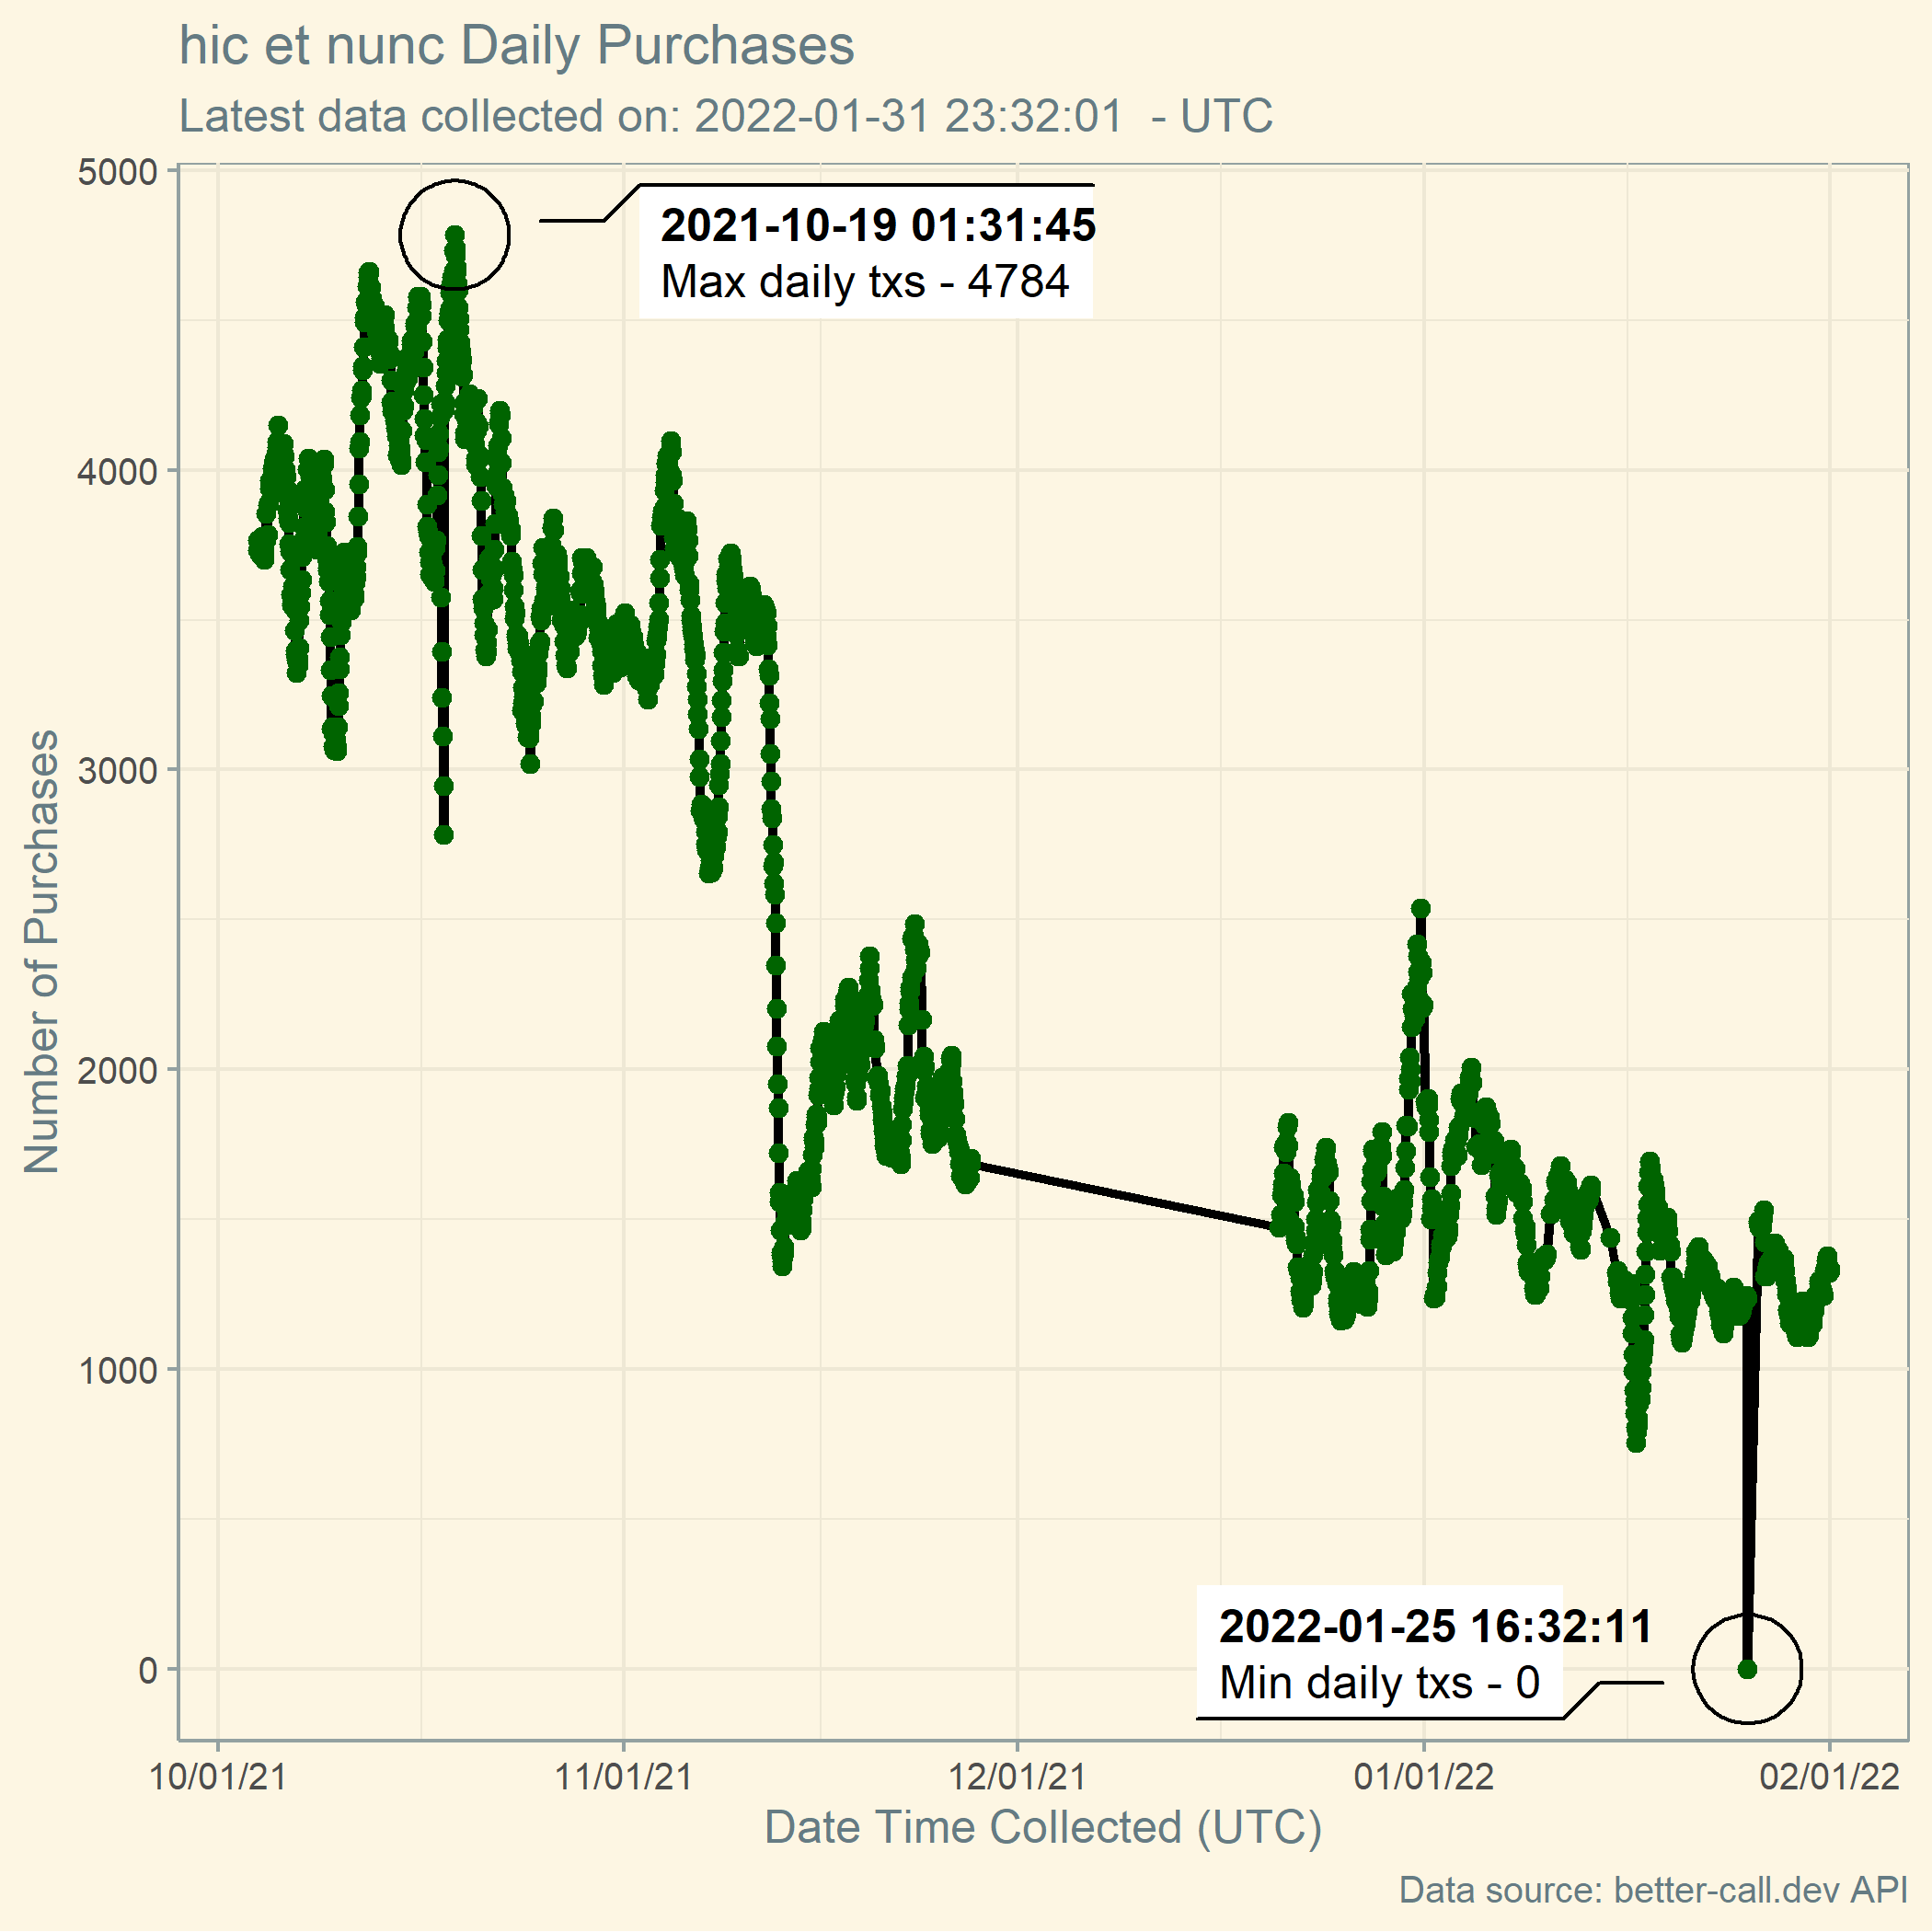 hic et nunc Daily Purchases
Latest data collected on: 2022-01-31 23:32:01  - UTC
5000
2021-10-19 01:31:45
Max daily txs - 4784
4000
3000
Number of Purchases
2000
1000
2022-01-25 16:32:11
Min daily txs - 0
0
10/01/21 11/01/21 12/01/21 01/01/22 02/01/22
Date Time Collected (UTC)
Data source: better-call.dev API